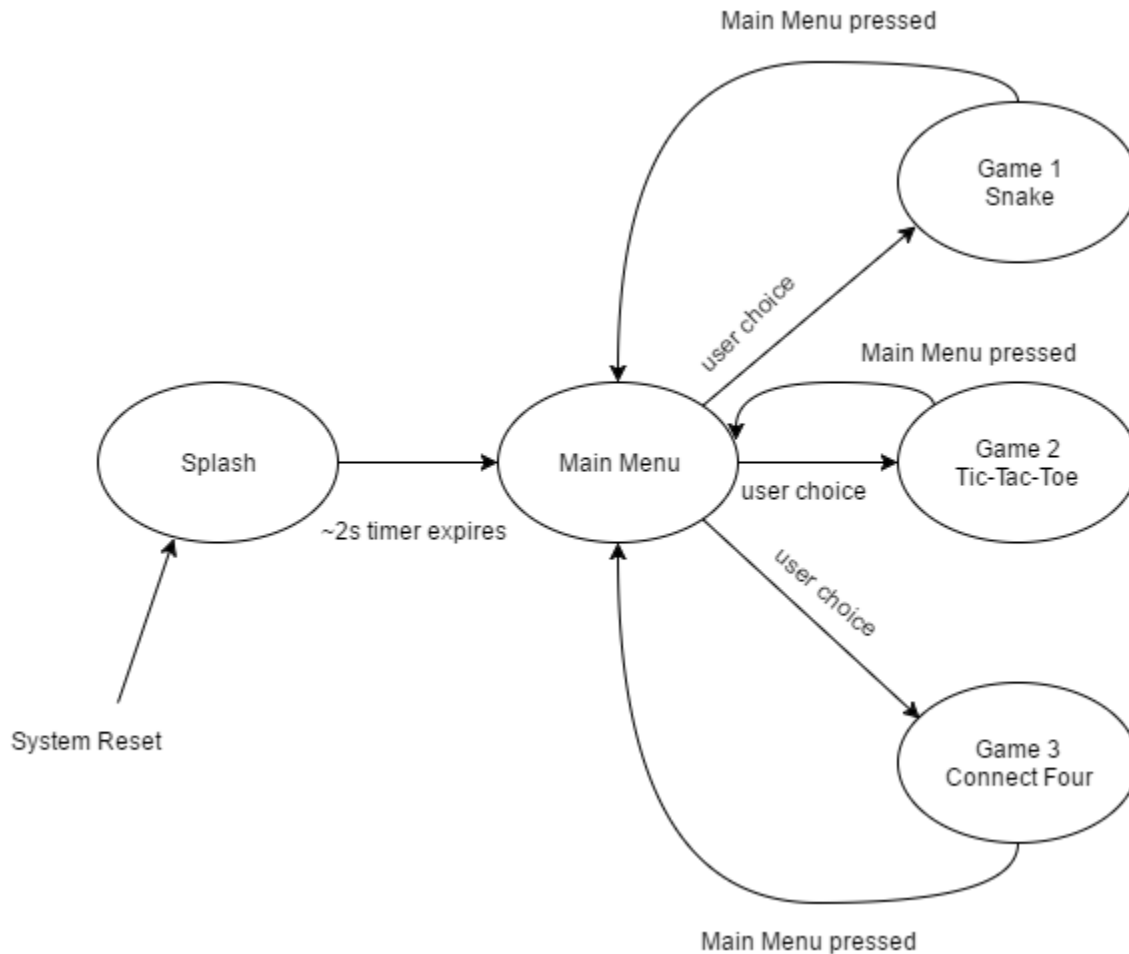 Main Menu pressed
Game 1
Snake
user choice
Main Menu pressed
Splash
Main Menu
Game 2
Tic-Tac-Toe
user choice
~2s timer expires
user choice
System Reset
Game 3
Connect Four
Main Menu pressed